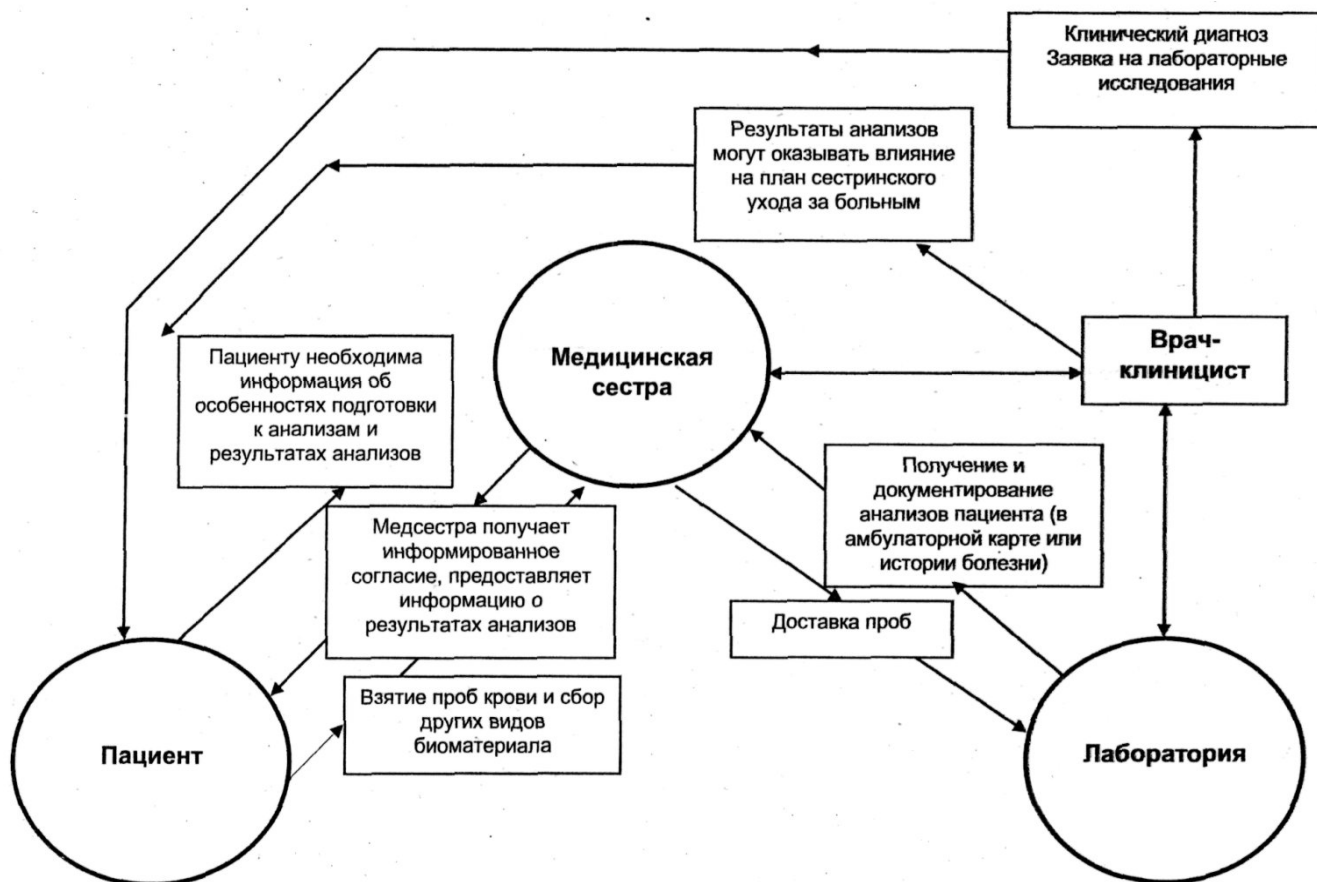 Клинический диагноз
Заявка на лабораторные
исследования
Результаты анализов
могут оказывать влияние
на план сестринского
ухода за больным
Медицинская
сестра
Врач-
клиницист
Пациенту необходима
информация об
особенностях подготовки
к анализам и
результатах анализов
Получение и
документирование
анализов пациента (в
амбулаторной карте или
истории болезни)
Медсестра получает
информированное
согласие, предоставляет
информацию о
результатах анализов
Доставка проб
Взятие проб крови и сбор
других видов
биоматериала
Пациент
Лаборатория